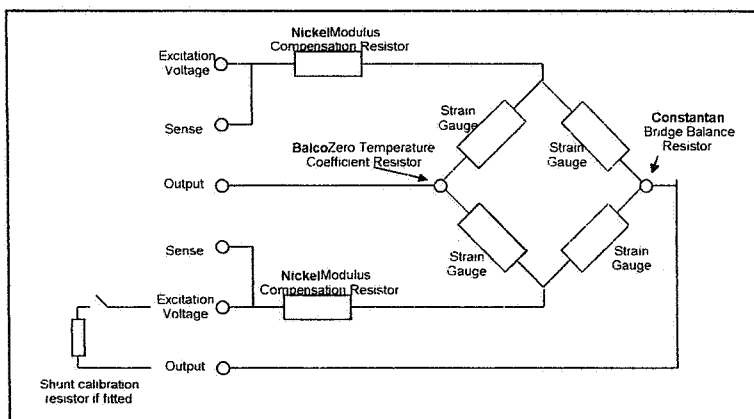 NickelModulus
Compensation Resistor
Excitation
Voltage
Sense
Strain
Gauge
Strain
Gauge
Constantan
Bridge Balance
Resistor
BalcoZero Temperature
Coefficient Resistor
Output
Sense
Strain
Gauge
Strain
Gauge
NickelModulus
Compensation Resistor
Excitation
Voltage
Output
Shunt calibration
resistor if fitted